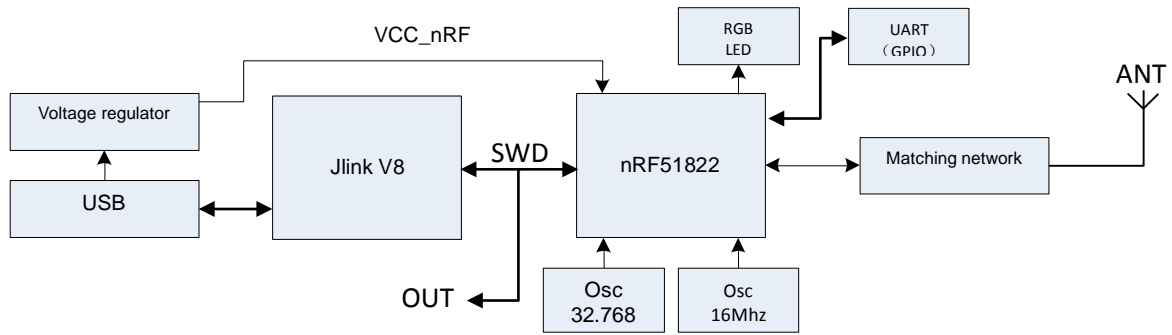 VCC_nRF
RGB
LED
UART
（GPIO）
ANT
Voltage regulator
Jlink V8
SWD
nRF51822
Matching network
USB
OUT
Osc
32.768
Osc
16Mhz